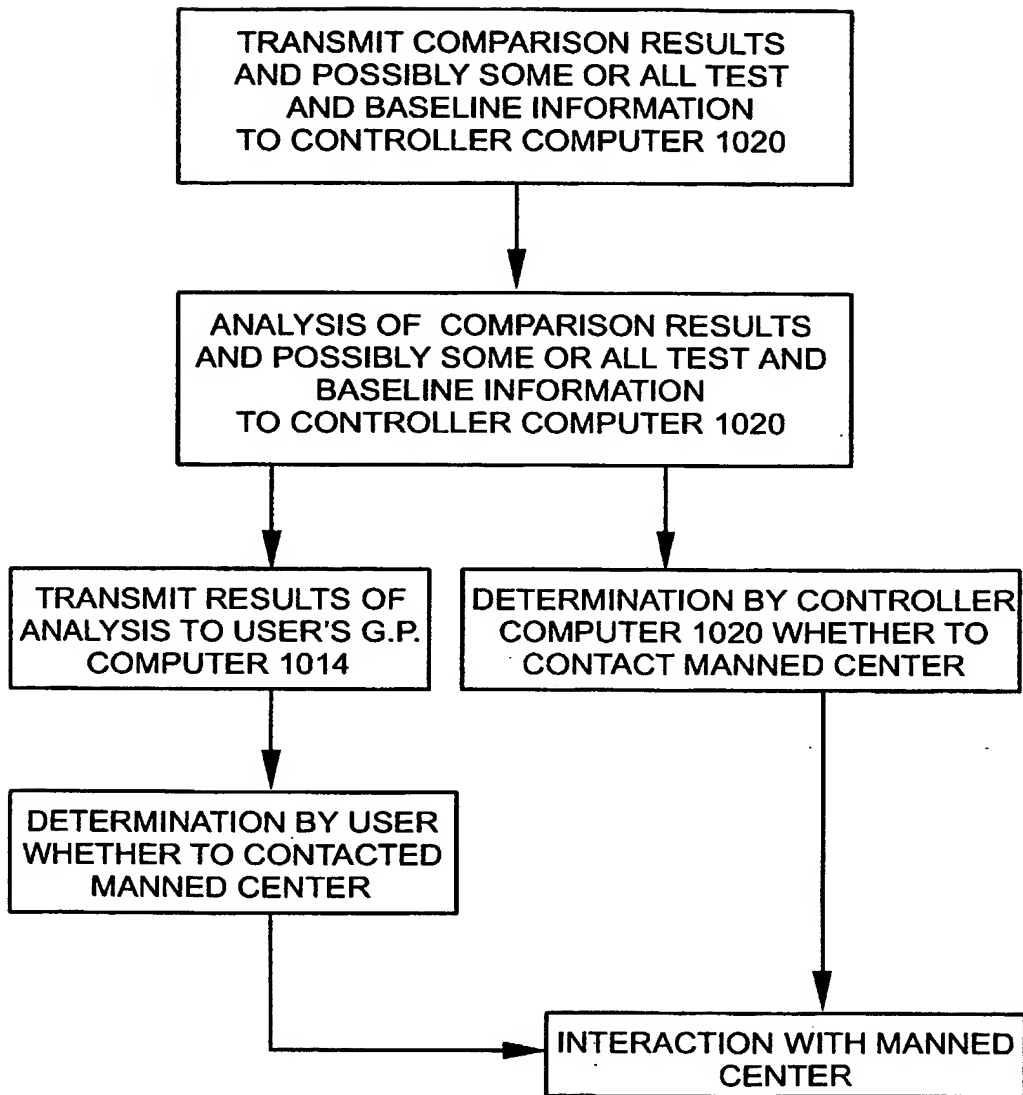 TRANSMIT COMPARISON RESULTS
AND POSSIBLY SOME OR ALL TEST
AND BASELINE INFORMATION
TO CONTROLLER COMPUTER 1020
ANALYSIS OF COMPARISON RESULTS
AND POSSIBLY SOME OR ALL TEST AND
BASELINE INFORMATION
TO CONTROLLER COMPUTER 1020
TRANSMIT RESULTS OF
ANALYSIS TO USER'S G.P.
COMPUTER 1014
DETERMINATION BY CONTROLLER
COMPUTER 1020 WHETHER TO
CONTACT MANNED CENTER
DETERMINATION BY USER
WHETHER TO CONTACTED
MANNED CENTER
INTERACTION WITH MANNED
CENTER